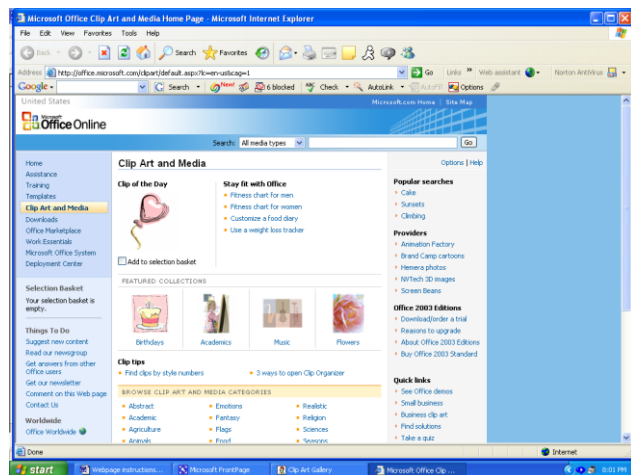 Microsoft Office Clip Art and Media Home Page - Microsoft Internet Explorer
File Edit View Favorites Tools Help
Back Search Favorites
Address http://office.microsoft.com/clipart/default.aspx?lc=en-us&cag=1 Go Links » Web assistant Norton AntiVirus
Google Search New! 6 blocked Check AutoLink AutoFill Options
United States Microsoft.com Home | Site Map
Microsoft Office Online
Search: All media types Go
Home
Assistance
Training
Templates
Clip Art and Media
Downloads
Office Marketplace
Work Essentials
Microsoft Office System
Deployment Center
Selection Basket
Your selection basket is
empty.
Things To Do
Suggest new content
Read our newsgroup
Get answers from other
Office users
Get our newsletter
Comment on this Web page
Contact Us
Worldwide
Office Worldwide
Clip Art and Media Options | Help
Clip of the Day
Add to selection basket
Stay fit with Office
Fitness chart for men
Fitness chart for women
Customize a food diary
Use a weight loss tracker
FEATURED COLLECTIONS
Birthdays Academics Music Flowers
Clip tips
Find clips by style numbers 3 ways to open Clip Organizer
BROWSE CLIP ART AND MEDIA CATEGORIES
Abstract Emotions Realistic
Academic Fantasy Religion
Agriculture Flags Sciences
Animals Food Seasons
Popular searches
Cake
Sunsets
Climbing
Providers
Animation Factory
Brand Camp cartoons
Hemera photos
NVTech 3D images
Screen Beans
Office 2003 Editions
Download/order a trial
Reasons to upgrade
About Office 2003 Editions
Buy Office 2003 Standard
Quick links
See Office demos
Small business
Business clip art
Find solutions
Take a quiz
Done Internet
start Webpage instructions... Microsoft FrontPage Clip Art Gallery Microsoft Office Clip ... 8:01 PM